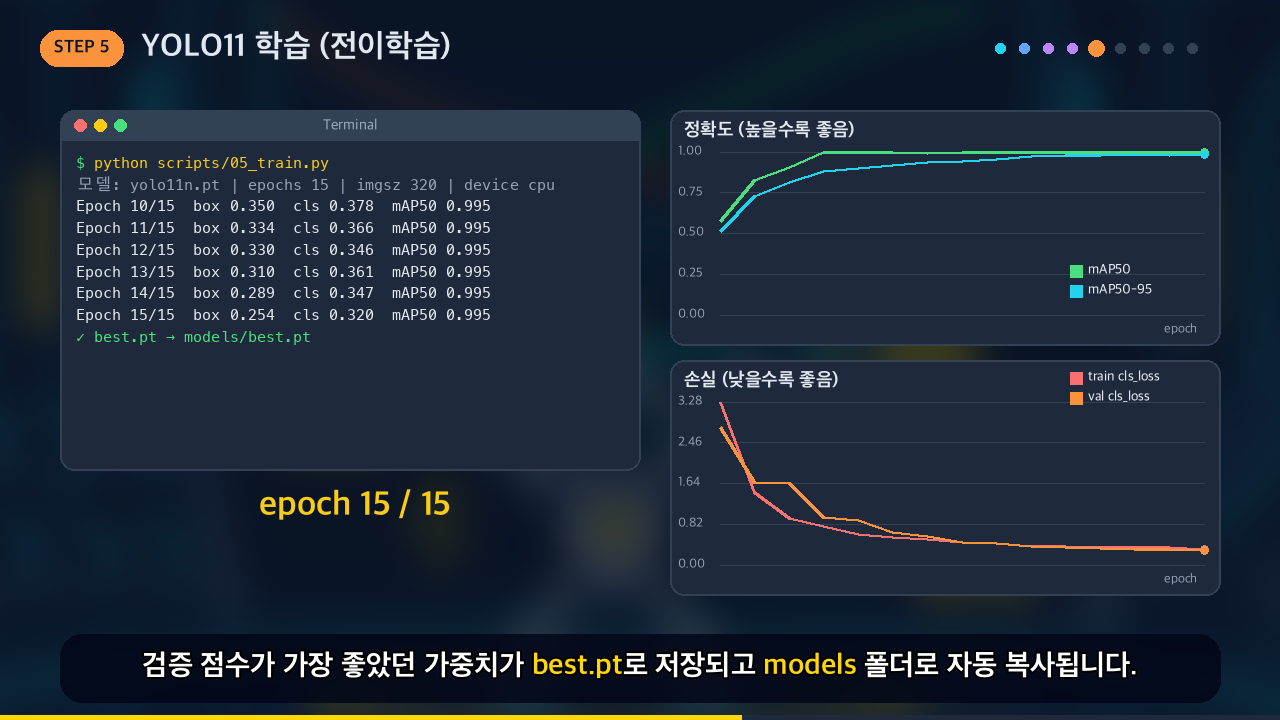 STEP 5
YOLO11 학습 (전이학습)
Terminal
$ python scripts/05_train.py
모델: yolo11n.pt | epochs 15 | imgsz 320 | device cpu
Epoch 10/15  box 0.350  cls 0.378  mAP50 0.995
Epoch 11/15  box 0.334  cls 0.366  mAP50 0.995
Epoch 12/15  box 0.330  cls 0.346  mAP50 0.995
Epoch 13/15  box 0.310  cls 0.361  mAP50 0.995
Epoch 14/15  box 0.289  cls 0.347  mAP50 0.995
Epoch 15/15  box 0.254  cls 0.320  mAP50 0.995
✓ best.pt → models/best.pt
epoch 15 / 15
정확도 (높을수록 좋음)
1.00
0.75
0.50
0.25
0.00
mAP50
mAP50-95
epoch
손실 (낮을수록 좋음)
train cls_loss
val cls_loss
3.28
2.46
1.64
0.82
0.00
epoch
검증 점수가 가장 좋았던 가중치가 best.pt로 저장되고 models 폴더로 자동 복사됩니다.